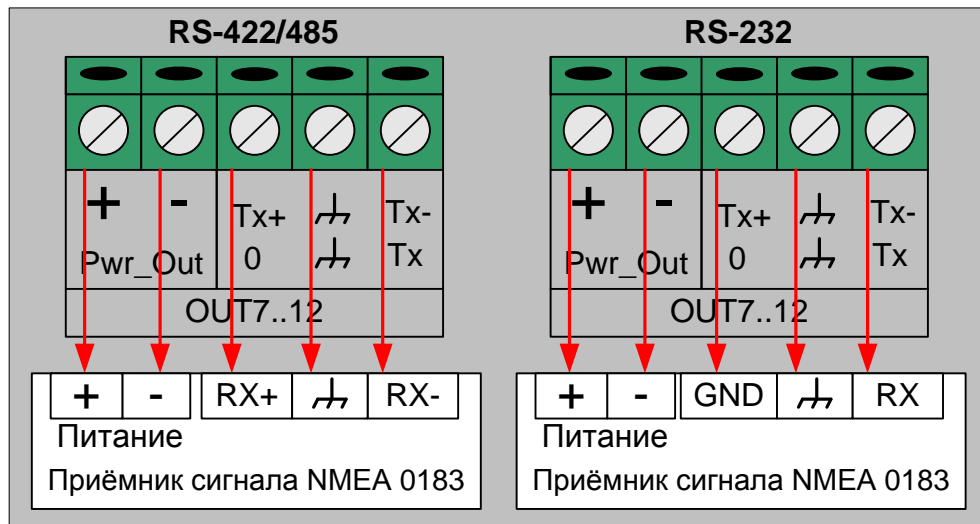 RS-422/485
+ - Tx+ Tx-
Pwr_Out 0 Tx
OUT7..12
+ - RX+ RX-
Питание
Приёмник сигнала NMEA 0183
RS-232
+ - Tx+ Tx-
Pwr_Out 0 Tx
OUT7..12
+ - GND RX
Питание
Приёмник сигнала NMEA 0183